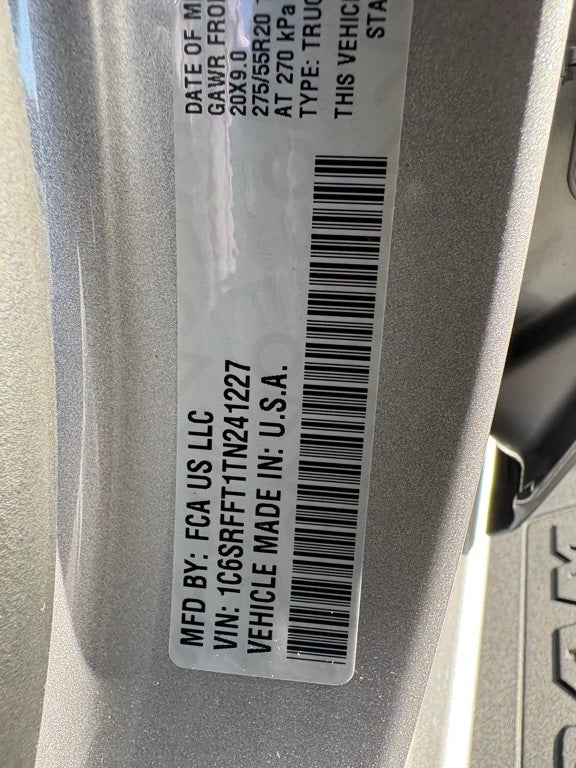 DATE OF M
GAWR FRO
20X9.0
275/55R20
AT 270 kPa
TYPE: TRUC
THIS VEHIC
STA
MFD BY: FCA US LLC
VIN: 1C6SRFFT1TN241227
VEHICLE MADE IN: U.S.A.